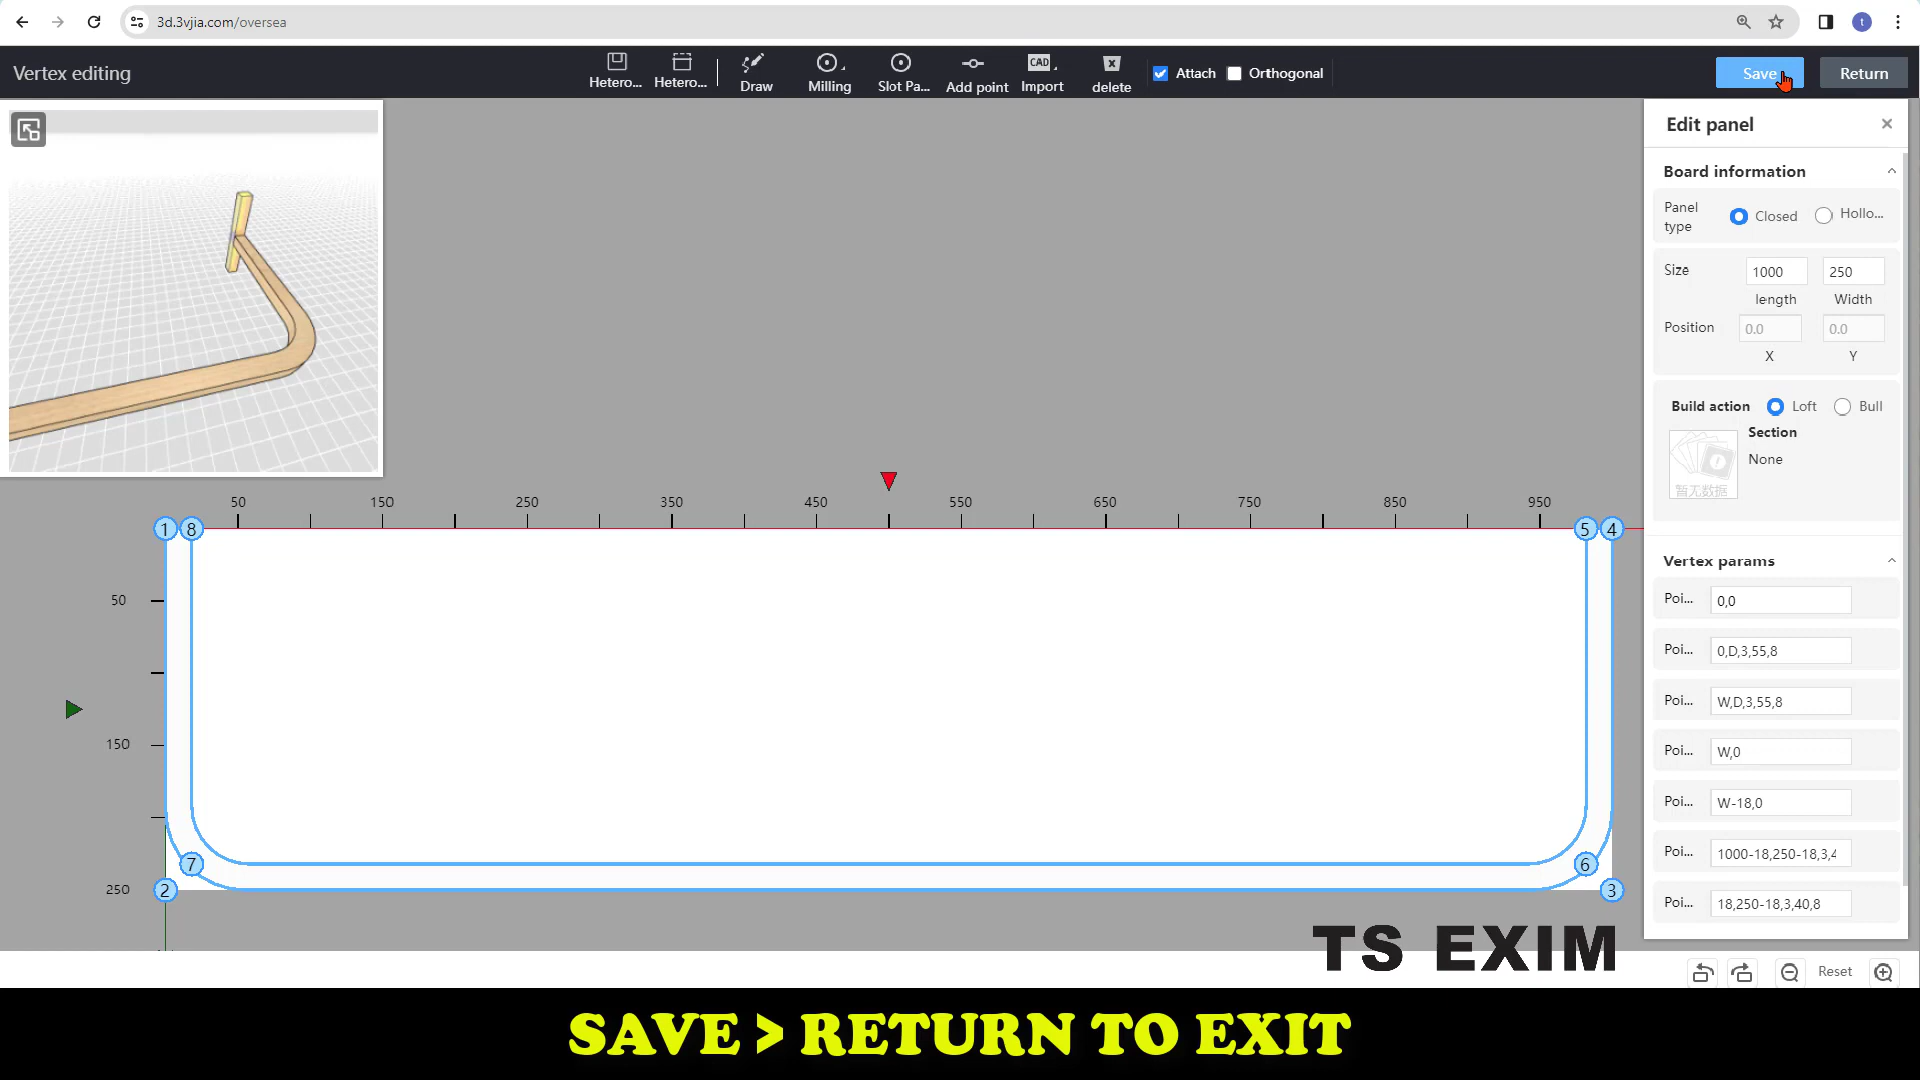 3d.3vjia.com/oversea
t
Vertex editing
Hetero...
Hetero...
Draw
Milling
Slot Pa...
Add point
CAD
Import
delete
Attach
Orthogonal
Save
Return
Edit panel
Board information
Panel type
Closed
Hollo...
Size
1000
250
length
Width
Position
0.0
0.0
X
Y
Build action
Loft
Bull
Section
None
暂无数据
50
150
250
350
450
550
650
750
850
950
1
8
5
4
50
150
250
7
6
2
3
Vertex params
Poi...
0,0
Poi...
0,D,3,55,8
Poi...
W,D,3,55,8
Poi...
W,0
Poi...
W-18,0
Poi...
1000-18,250-18,3,4
Poi...
18,250-18,3,40,8
TS EXIM
Reset
SAVE > RETURN TO EXIT